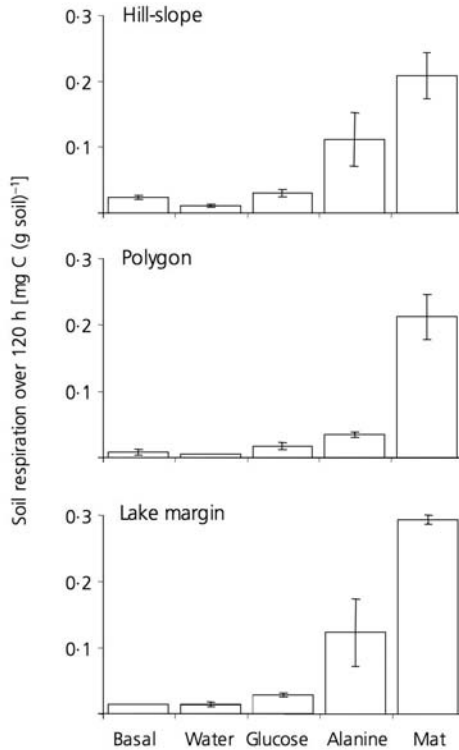 Soil respiration over 120 h [mg C (g soil)⁻¹]
Hill-slope
0·3
0·2
0·1
Polygon
0·3
0·2
0·1
Lake margin
0·3
0·2
0·1
Basal Water Glucose Alanine Mat